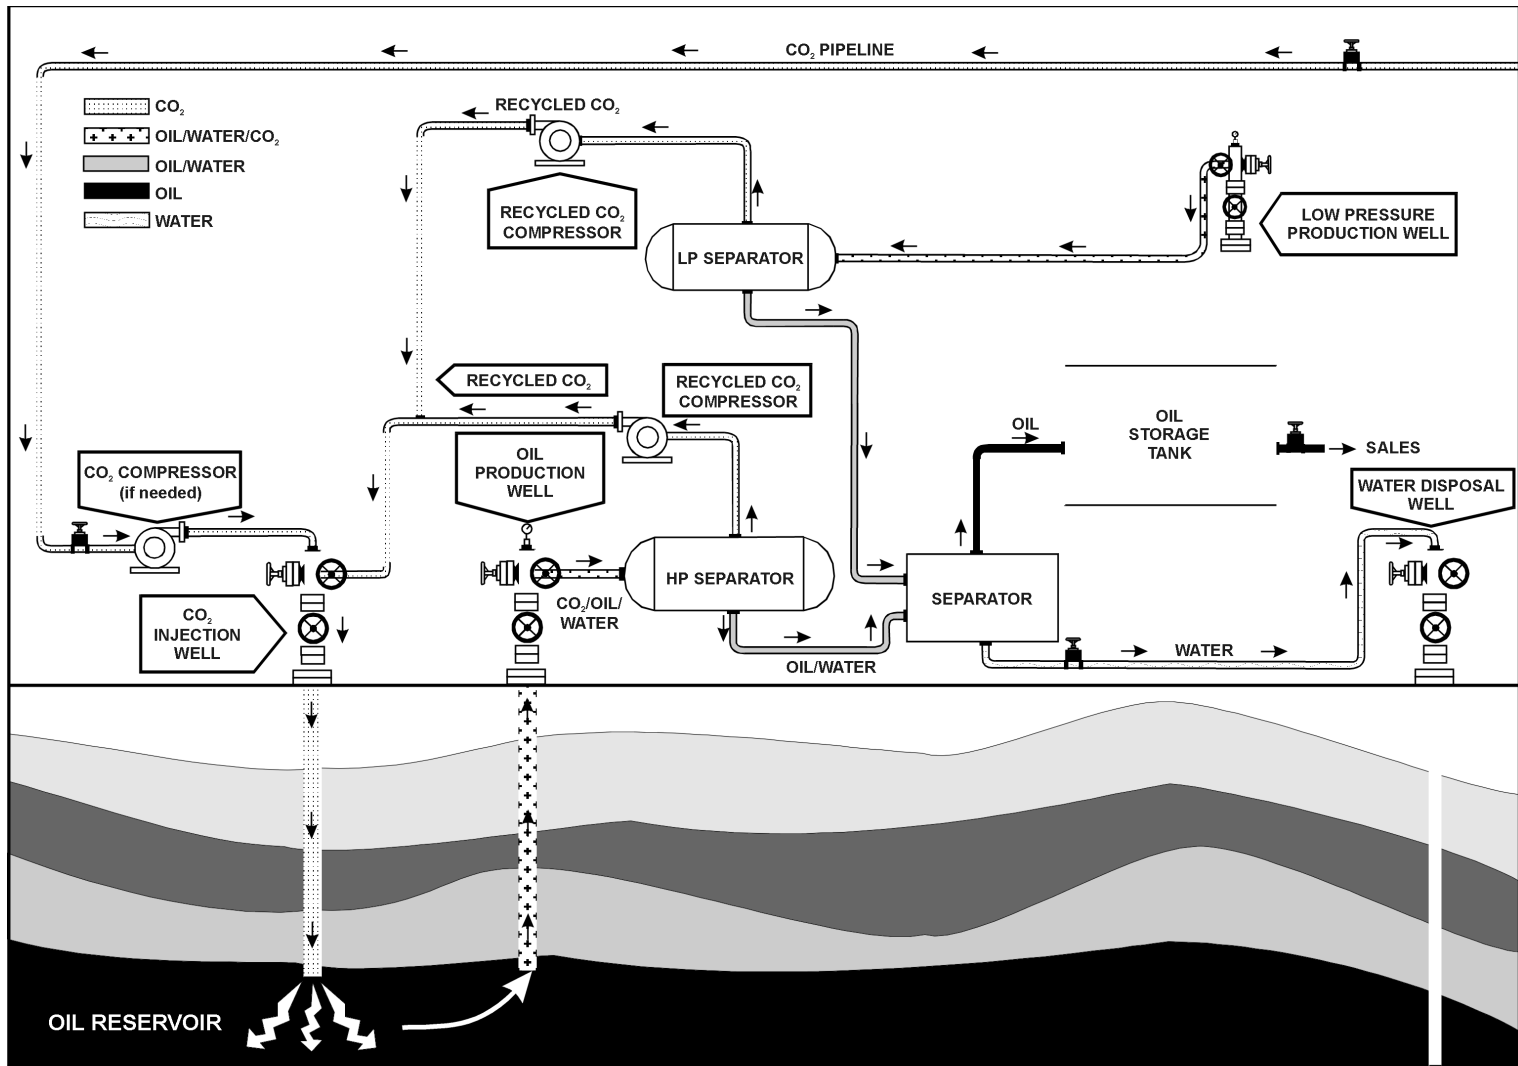 CO₂ PIPELINE
CO₂
OIL/WATER/CO₂
OIL/WATER
OIL
WATER
RECYCLED CO₂
RECYCLED CO₂
COMPRESSOR
LP SEPARATOR
LOW PRESSURE
PRODUCTION WELL
RECYCLED CO₂
RECYCLED CO₂
COMPRESSOR
OIL
OIL
STORAGE
TANK
SALES
CO₂ COMPRESSOR
(if needed)
OIL
PRODUCTION
WELL
WATER DISPOSAL
WELL
HP SEPARATOR
CO₂/OIL/
WATER
SEPARATOR
CO₂
INJECTION
WELL
OIL/WATER
WATER
OIL RESERVOIR